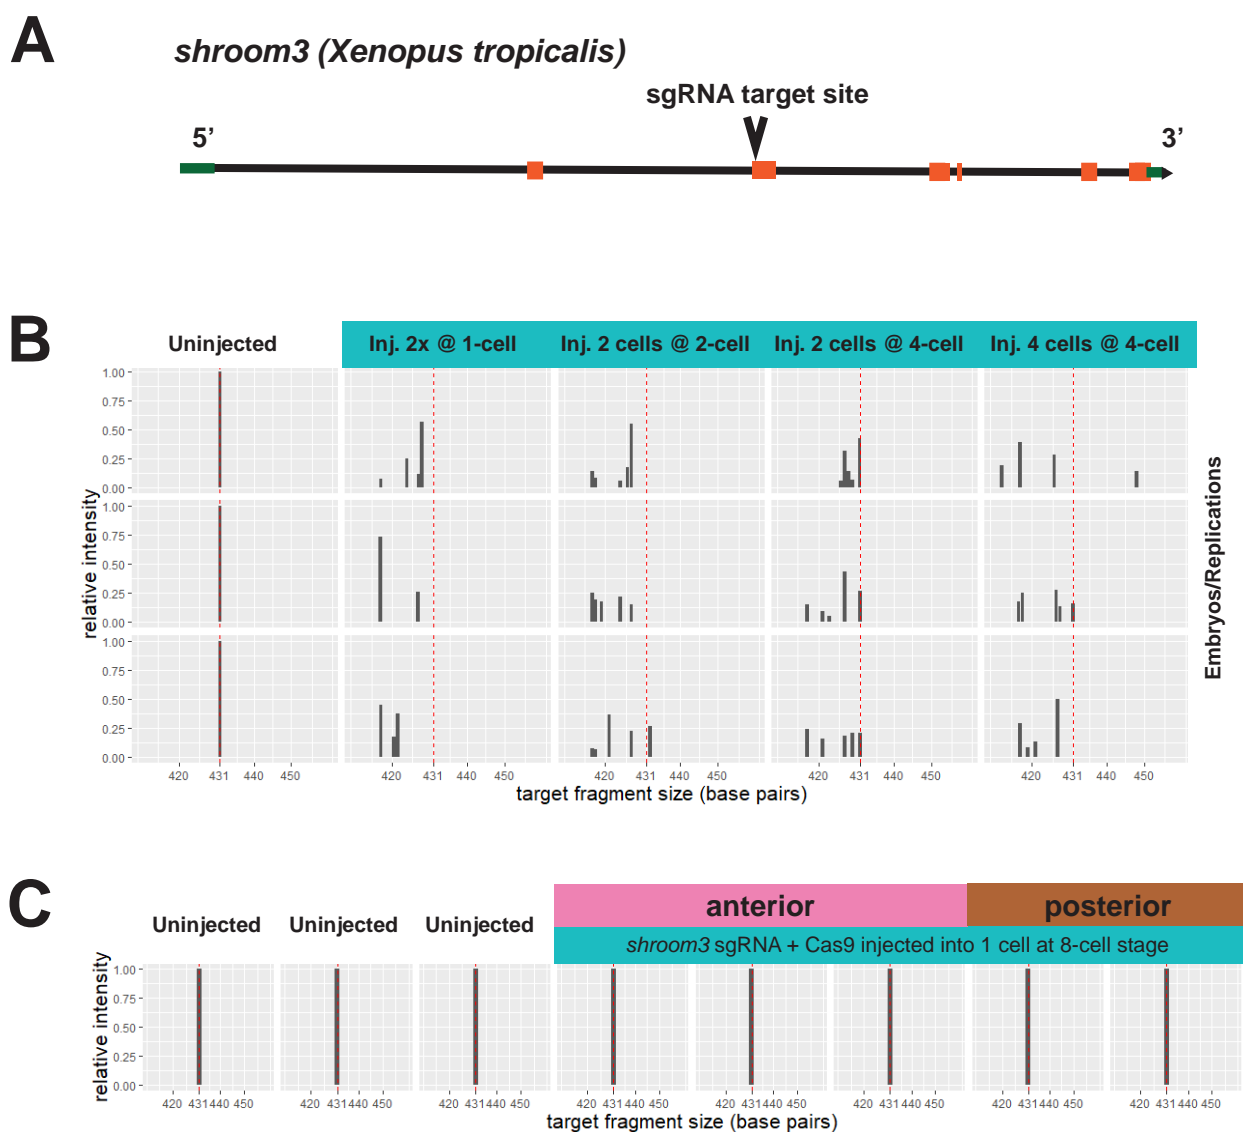 A
shroom3 (Xenopus tropicalis)
sgRNA target site
5’
3’
B
Uninjected
Inj. 2x @ 1-cell
Inj. 2 cells @ 2-cell
Inj. 2 cells @ 4-cell
Inj. 4 cells @ 4-cell
relative intensity
1.00
0.75
0.50
0.25
0.00
1.00
0.75
0.50
0.25
0.00
1.00
0.75
0.50
0.25
0.00
Embryos/Replications
420 431 440 450
420 431 440 450
420 431 440 450
420 431 440 450
420 431 440 450
target fragment size (base pairs)
C
Uninjected
Uninjected
Uninjected
anterior
posterior
shroom3 sgRNA + Cas9 injected into 1 cell at 8-cell stage
relative intensity
1.00
0.75
0.50
0.25
0.00
420 431 440 450
420 431 440 450
420 431 440 450
420 431 440 450
420 431 440 450
420 431 440 450
420 431 440 450
420 431 440 450
target fragment size (base pairs)